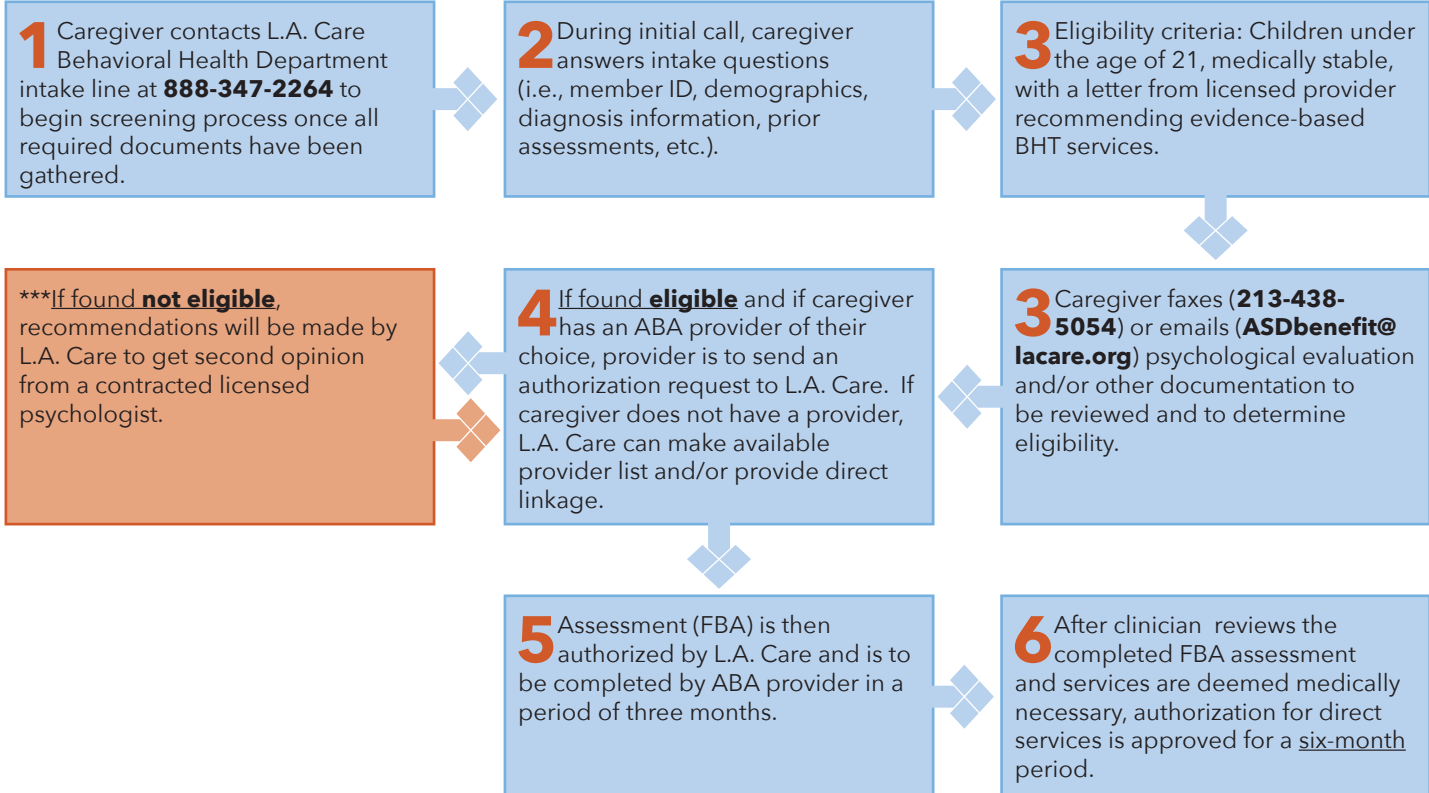 1 Caregiver contacts L.A. Care
Behavioral Health Department
intake line at 888-347-2264 to
begin screening process once all
required documents have been
gathered.
2 During initial call, caregiver
answers intake questions
(i.e., member ID, demographics,
diagnosis information, prior
assessments, etc.).
3 Eligibility criteria: Children under
the age of 21, medically stable,
with a letter from licensed provider
recommending evidence-based
BHT services.
3 Caregiver faxes (213-438-
5054) or emails (ASDbenefit@
lacare.org) psychological evaluation
and/or other documentation to
be reviewed and to determine
eligibility.
4 If found eligible and if caregiver
has an ABA provider of their
choice, provider is to send an
authorization request to L.A. Care. If
caregiver does not have a provider,
L.A. Care can make available
provider list and/or provide direct
linkage.
***If found not eligible,
recommendations will be made by
L.A. Care to get second opinion
from a contracted licensed
psychologist.
5 Assessment (FBA) is then
authorized by L.A. Care and is to
be completed by ABA provider in a
period of three months.
6 After clinician reviews the
completed FBA assessment
and services are deemed medically
necessary, authorization for direct
services is approved for a six-month
period.